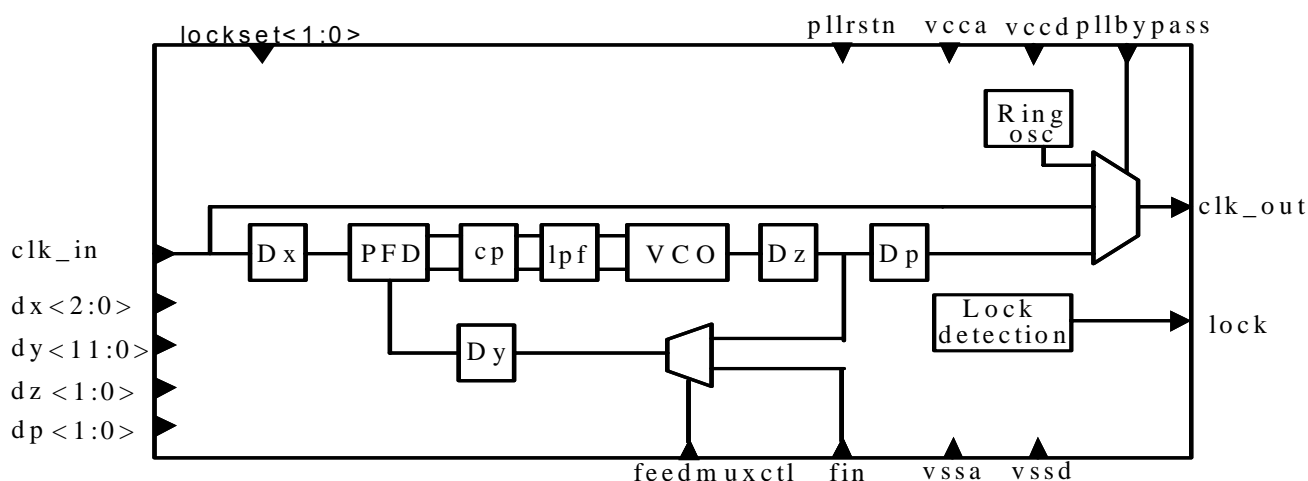 lockset<1:0>
pllrstn
vcca
vccd
pllbypass
Ring
osc
clk_out
clk_in
Dx
PFD
cp
lpf
VCO
Dz
Dp
dx<2:0>
Lock
detection
lock
dy<11:0>
Dy
dz<1:0>
dp<1:0>
feedmuxctl
fin
vssa
vssd